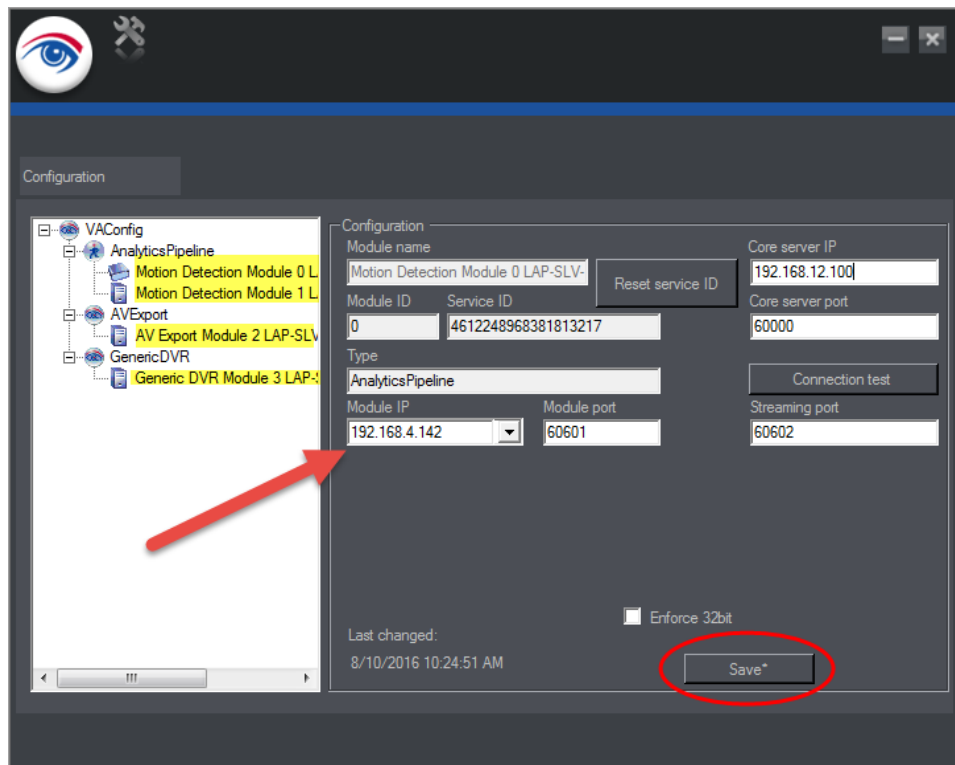 Configuration
VAConfig
AnalyticsPipeline
Motion Detection Module 0 L
Motion Detection Module 1 L
AVExport
AV Export Module 2 LAP-SLV
GenericDVR
Generic DVR Module 3 LAP-S
Configuration
Module name
Core server IP
Motion Detection Module 0 LAP-SLV-
Reset service ID
192.168.12.100
Module ID
Service ID
Core server port
0
4612248968381813217
60000
Type
AnalyticsPipeline
Connection test
Module IP
Module port
Streaming port
192.168.4.142
60601
60602
Enforce 32bit
Last changed:
8/10/2016 10:24:51 AM
Save*